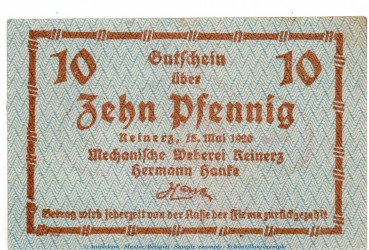 10 Gutschein 10
über
Zehn Pfennig
Reinerz, 15. Mai 1920
Mechanische Weberei Reinerz
Hermann Hanke
Betrag wird jederzeit von der Kasse der Firma zurückgezahlt